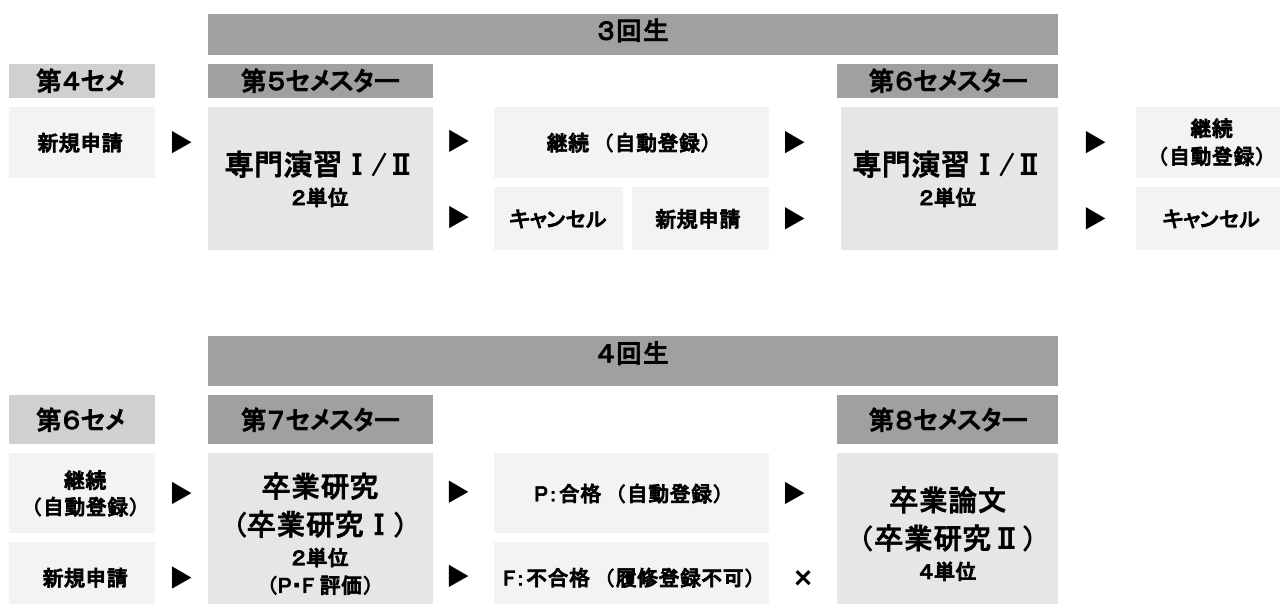 3回生
第4セメ
第5セメスター
第6セメスター
新規申請
▶
専門演習Ⅰ/Ⅱ
2単位
▶
継続（自動登録）
▶
専門演習Ⅰ/Ⅱ
2単位
▶
継続
（自動登録）
▶
キャンセル
新規申請
▶
▶
キャンセル
4回生
第6セメ
第7セメスター
第8セメスター
継続
（自動登録）
▶
新規申請
▶
卒業研究
（卒業研究Ⅰ）
2単位
（P・F評価）
▶
P：合格（自動登録）
▶
▶
F：不合格（履修登録不可）
×
卒業論文
（卒業研究Ⅱ）
4単位